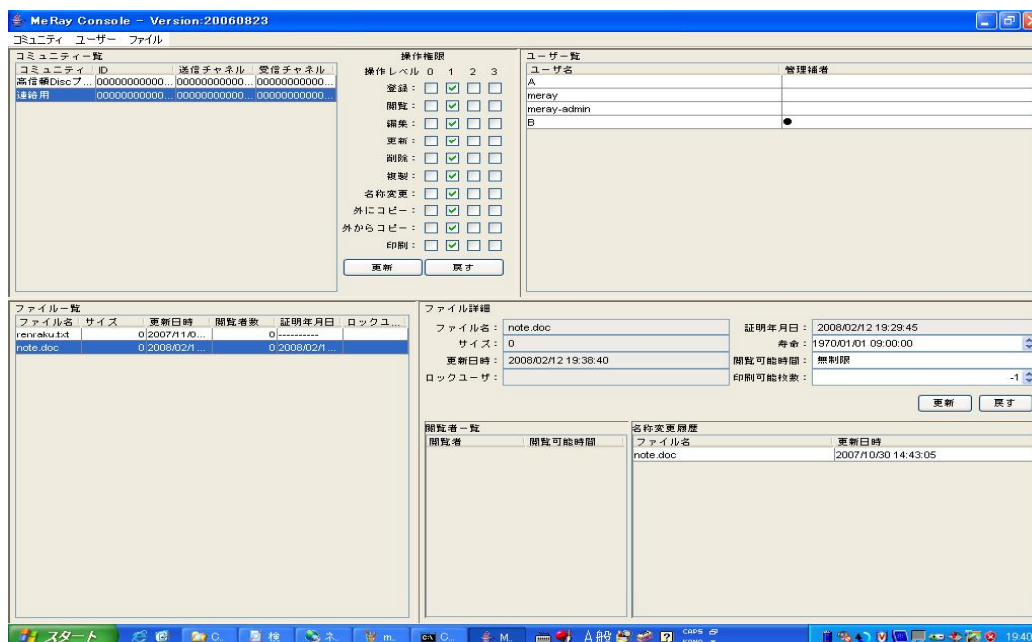 MeRay Console - Version:20060823
コミュニティ ユーザー ファイル
コミュニティ一覧
コミュニティ ID 送信チャネル 受信チャネル
高信頼Discプ... 00000000000... 00000000000... 00000000000...
連絡用 00000000000... 00000000000... 00000000000...
操作権限
操作レベル 0 1 2 3
登録：
閲覧：
編集：
更新：
削除：
複製：
名称変更：
外にコピー：
外からコピー：
印刷：
更新 戻す
ユーザー覧
ユーザ名 管理補者
A
meray
meray-admin
B ●
ファイル一覧
ファイル名 サイズ 更新日時 閲覧者数 証明年月日 ロックユ...
renraku.txt 0 2007/11/0... 0 ----------
note.doc 0 2008/02/1... 0 2008/02/1...
ファイル詳細
ファイル名： note.doc 証明年月日： 2008/02/12 19:29:45
サイズ： 0 寿命： 1970/01/01 09:00:00
更新日時： 2008/02/12 19:38:40 閲覧可能時間： 無制限
ロックユーザ： 印刷可能枚数： -1
更新 戻す
閲覧者一覧
閲覧者 閲覧可能時間
名称変更履歴
ファイル名 更新日時
note.doc 2007/10/30 14:43:05
スタート C. 検 ネ. m. C. M. A 般 CAPS 19:40